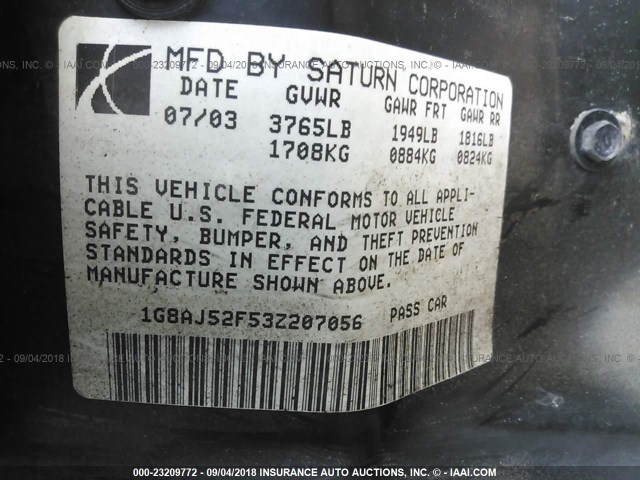 MFD BY SATURN CORPORATION
DATE GVWR GAWR FRT GAWR RR
07/03 3765LB 1949LB 1816LB
1708KG 0884KG 0824KG
THIS VEHICLE CONFORMS TO ALL APPLI-
CABLE U.S. FEDERAL MOTOR VEHICLE
SAFETY, BUMPER, AND THEFT PREVENTION
STANDARDS IN EFFECT ON THE DATE OF
MANUFACTURE SHOWN ABOVE.
1G8AJ52F53Z207056 PASS CAR
000-23209772 - 09/04/2018 INSURANCE AUTO AUCTIONS, INC. - © - IAAI.COM